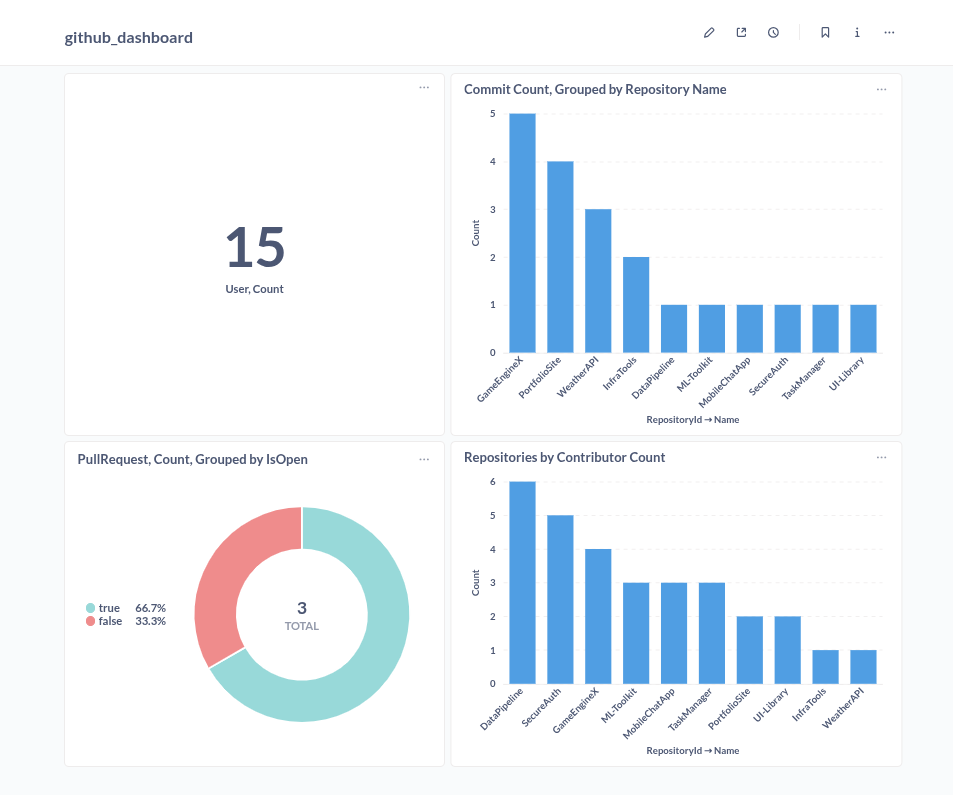 github_dashboard
15
User, Count
Commit Count, Grouped by Repository Name
5
4
3
2
1
0
Count
GameEngineX
PortfolioSite
WeatherAPI
InfraTools
DataPipeline
ML-Toolkit
MobileChatApp
SecureAuth
TaskManager
UI-Library
RepositoryId → Name
PullRequest, Count, Grouped by IsOpen
true 66.7%
false 33.3%
3
TOTAL
Repositories by Contributor Count
6
5
4
3
2
1
0
Count
DataPipeline
SecureAuth
GameEngineX
ML-Toolkit
MobileChatApp
TaskManager
PortfolioSite
UI-Library
InfraTools
WeatherAPI
RepositoryId → Name